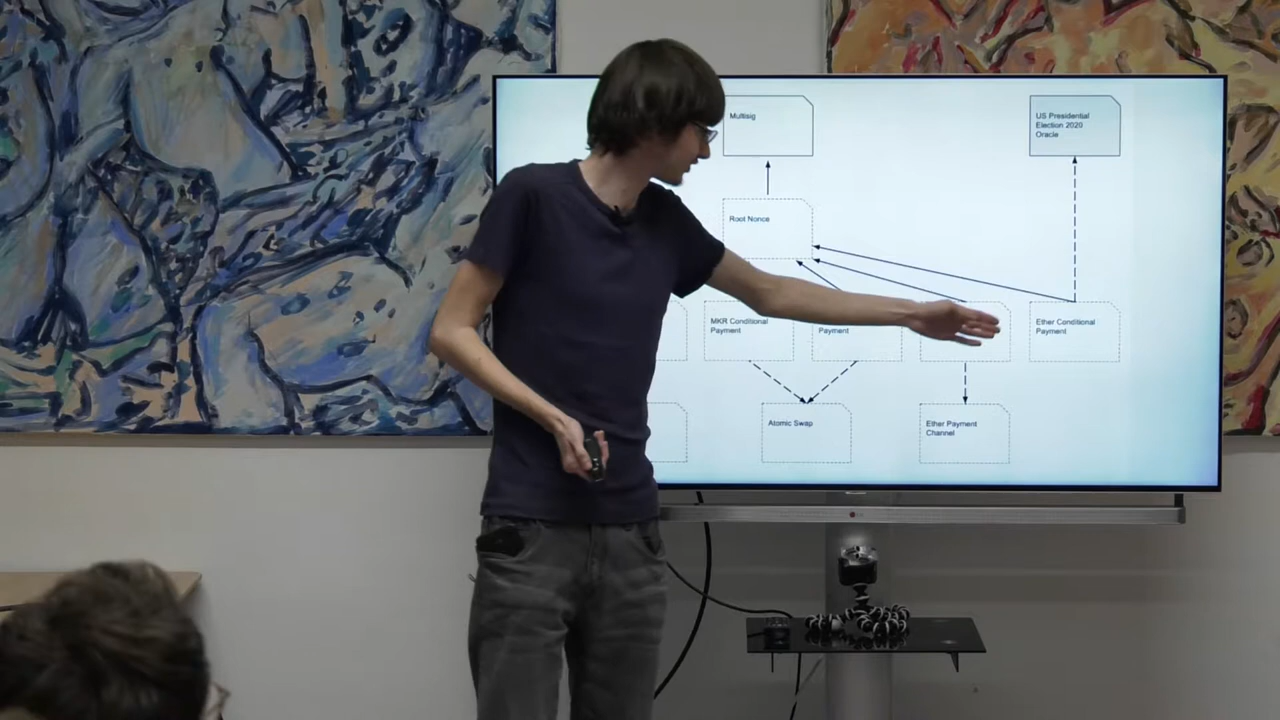 Multisig
US Presidential
Election 2020
Oracle
Root Nonce
MKR Conditional
Payment
Payment
Ether Conditional
Payment
Atomic Swap
Ether Payment
Channel